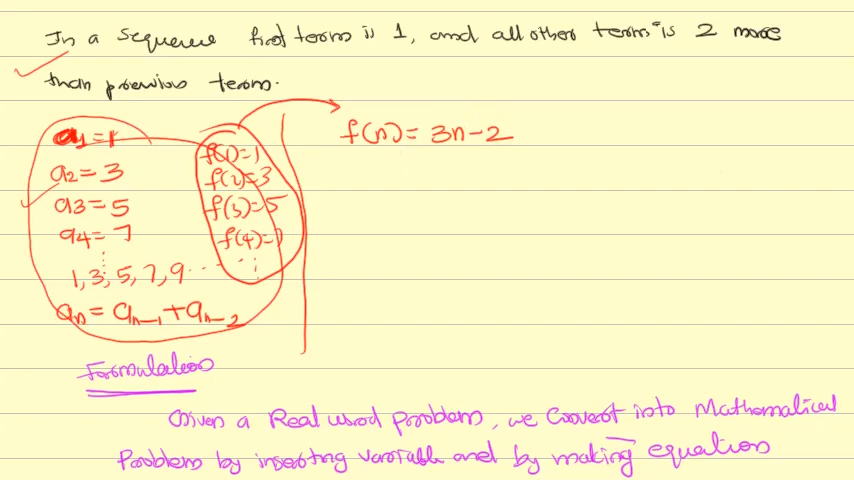 In a sequence first terms is 1, and all other terms is 2 more
than previous terms.
a1 = 1
a2 = 3
a3 = 5
a4 = 7
1, 3, 5, 7, 9 ...
an = an-1 + an-2
f(1) = 1
f(2) = 3
f(3) = 5
f(4) = 7
f(n) = 3n - 2
Formulation
Given a Real word problem, we convert into Mathematical
Problem by inserting variable and by making equation